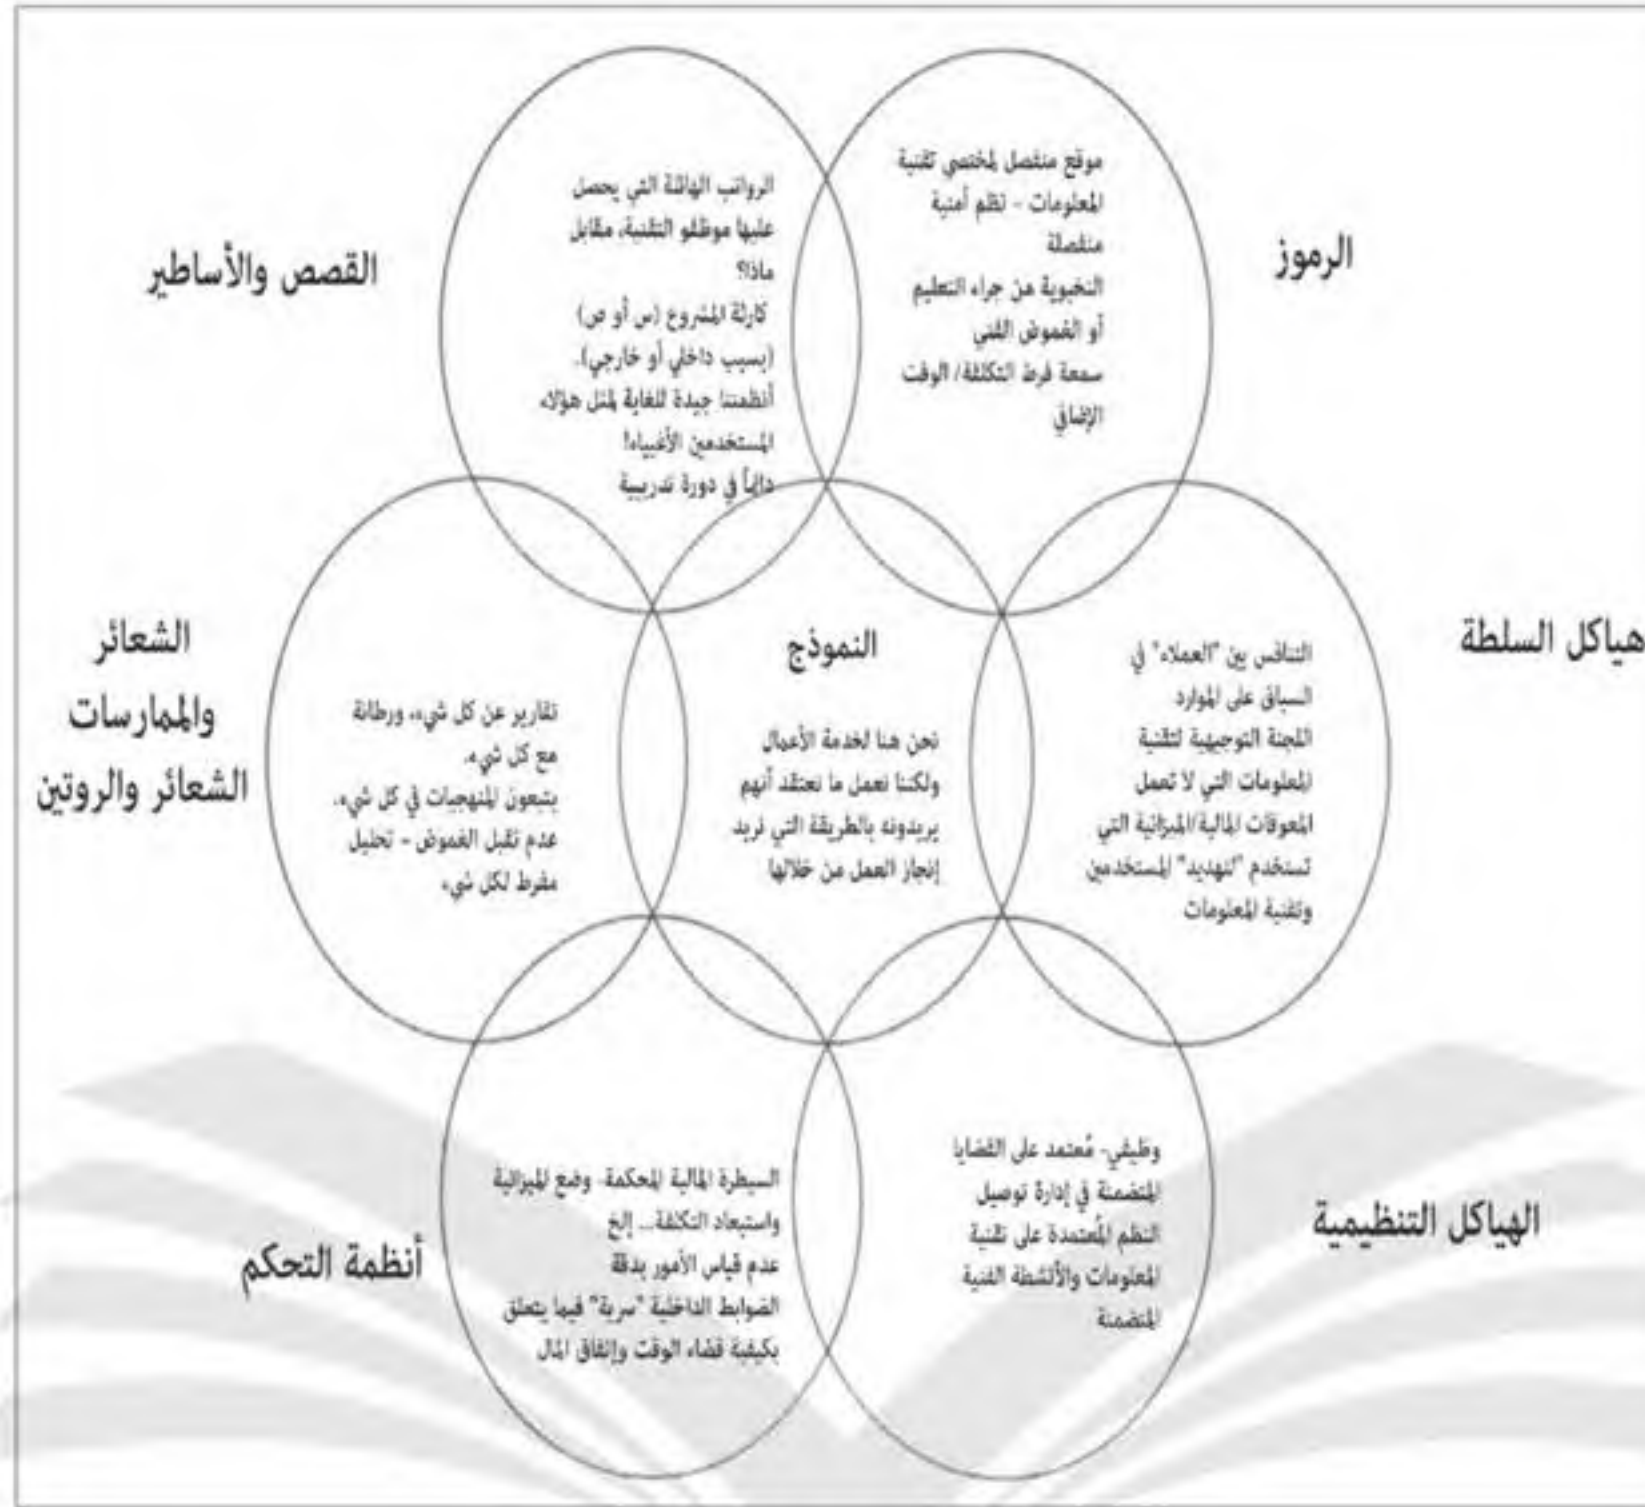 الرموز
موقع منفصل لمختصي تقنية
المعلومات - نظم أمنية
منفصلة
النخبوية من جراء التعليم
أو الغموض الفني
سمعة فرط التكلفة/ الوقت
الإضافي
القصص والأساطير
الرواتب الهائلة التي يحصل
عليها موظفو التقنية، مقابل
ماذا؟
كارثة المشروع (س أو ص)
(بسبب داخلي أو خارجي).
أنظمتنا جيدة للغاية لمثل هؤلاء
المستخدمين الأغبياء!
دائماً في دورة تدريبية
هياكل السلطة
التنافس بين "العملاء" في
السباق على الموارد
اللجنة التوجيهية لتقنية
المعلومات التي لا تعمل
المعوقات المالية/الميزانية التي
تستخدم "لتهديد" المستخدمين
وتقنية المعلومات
النموذج
نحن هنا لخدمة الأعمال
ولكننا نعمل ما نعتقد أنهم
يريدونه بالطريقة التي نريد
إنجاز العمل من خلالها
الشعائر
والممارسات
الشعائر والروتين
تقارير عن كل شيء، ورطانة
مع كل شيء.
يتبعون المنهجيات في كل شيء.
عدم تقبل الغموض - تحليل
مفرط لكل شيء
الهياكل التنظيمية
وظيفي- مُعتمد على القضايا
المتضمنة في إدارة توصيل
النظم المُعتمدة على تقنية
المعلومات والأنشطة الفنية
المتضمنة
أنظمة التحكم
السيطرة المالية المحكمة- وضع الميزانية
واستبعاد التكلفة... إلخ
عدم قياس الأمور بدقة
الضوابط الداخلية "سرية" فيما يتعلق
بكيفية قضاء الوقت وإنفاق المال